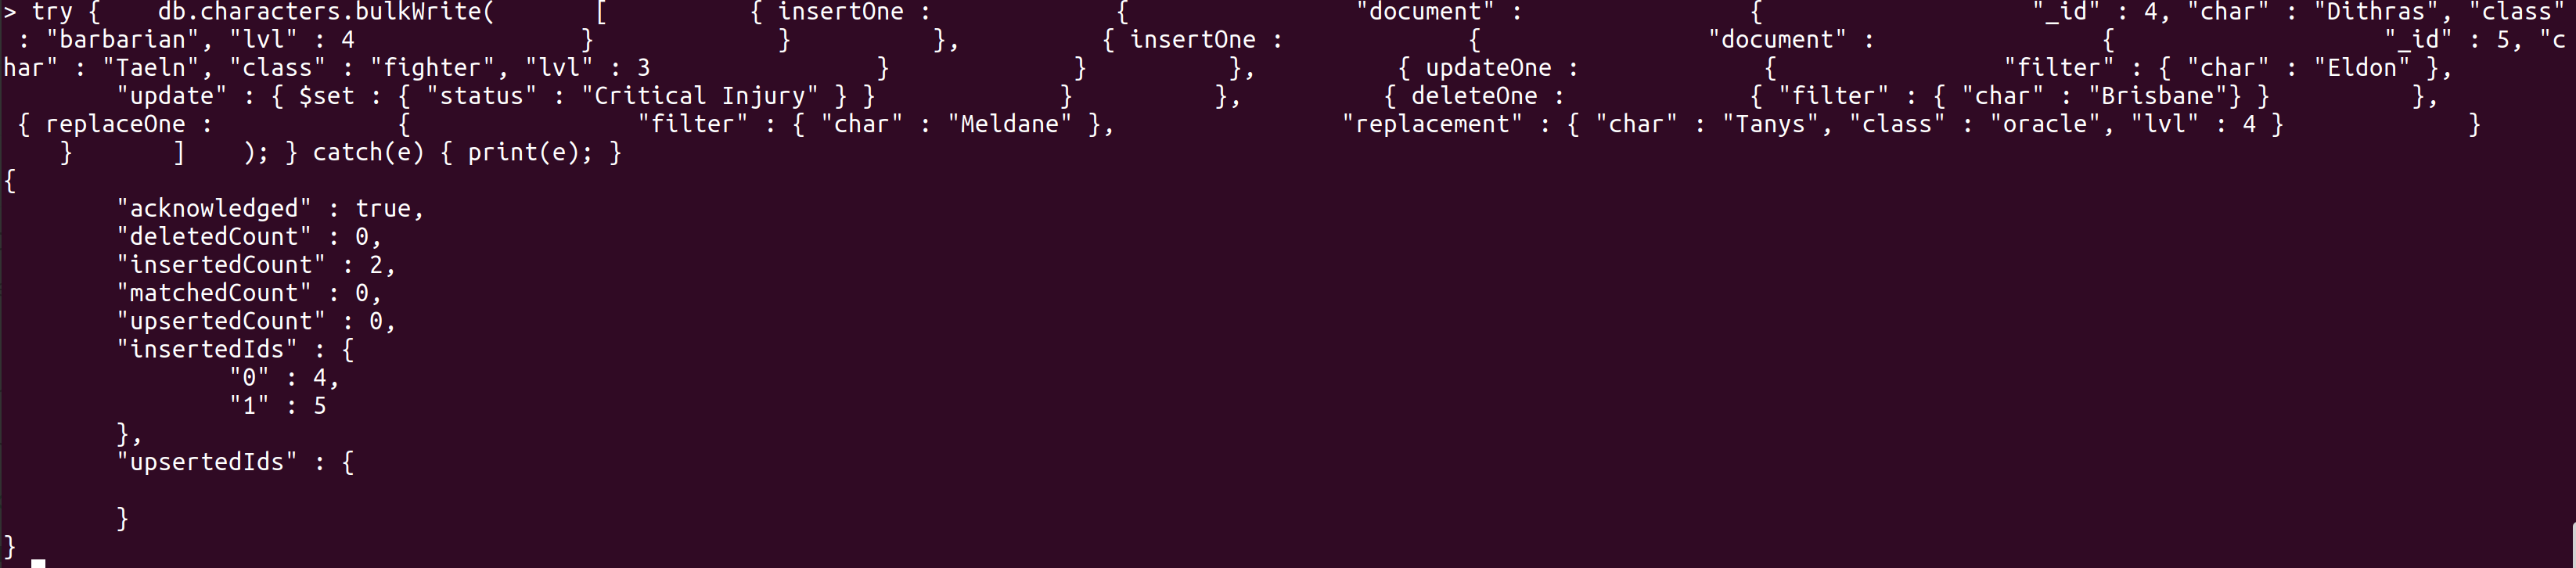 > try {    db.characters.bulkWrite(       [          { insertOne :             {                "document" :                {                   "_id" : 4, "char" : "Dithras", "class"
 : "barbarian", "lvl" : 4                }             }          },          { insertOne :             {                "document" :                {                   "_id" : 5, "c
har" : "Taeln", "class" : "fighter", "lvl" : 3                }             }          },          { updateOne :             {                "filter" : { "char" : "Eldon" },
        "update" : { $set : { "status" : "Critical Injury" } }             }          },          { deleteOne :             { "filter" : { "char" : "Brisbane"} }          },
 { replaceOne :             {                "filter" : { "char" : "Meldane" },                "replacement" : { "char" : "Tanys", "class" : "oracle", "lvl" : 4 }             }
    }       ]    ); } catch(e) { print(e); }
{
        "acknowledged" : true,
        "deletedCount" : 0,
        "insertedCount" : 2,
        "matchedCount" : 0,
        "upsertedCount" : 0,
        "insertedIds" : {
                "0" : 4,
                "1" : 5
        },
        "upsertedIds" : {

        }
}